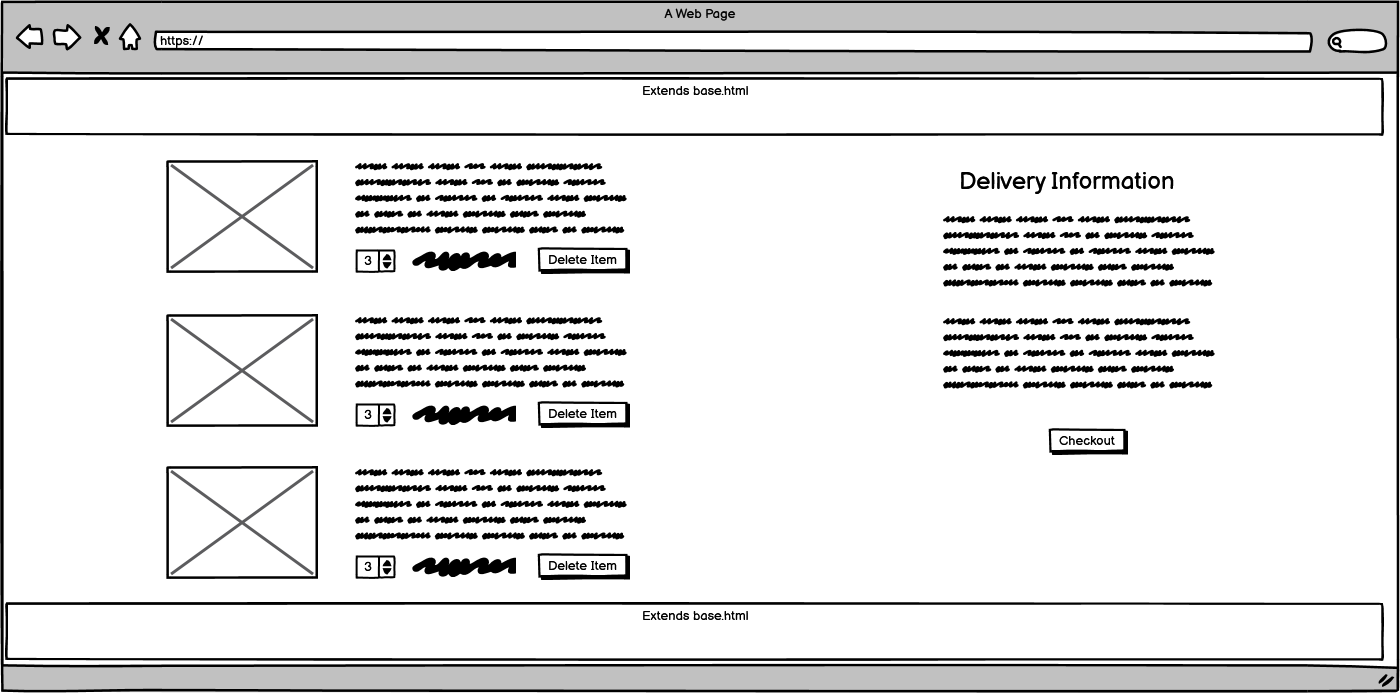 A Web Page
https://
Extends base.html
3 Delete Item
3 Delete Item
3 Delete Item
Delivery Information
Checkout
Extends base.html